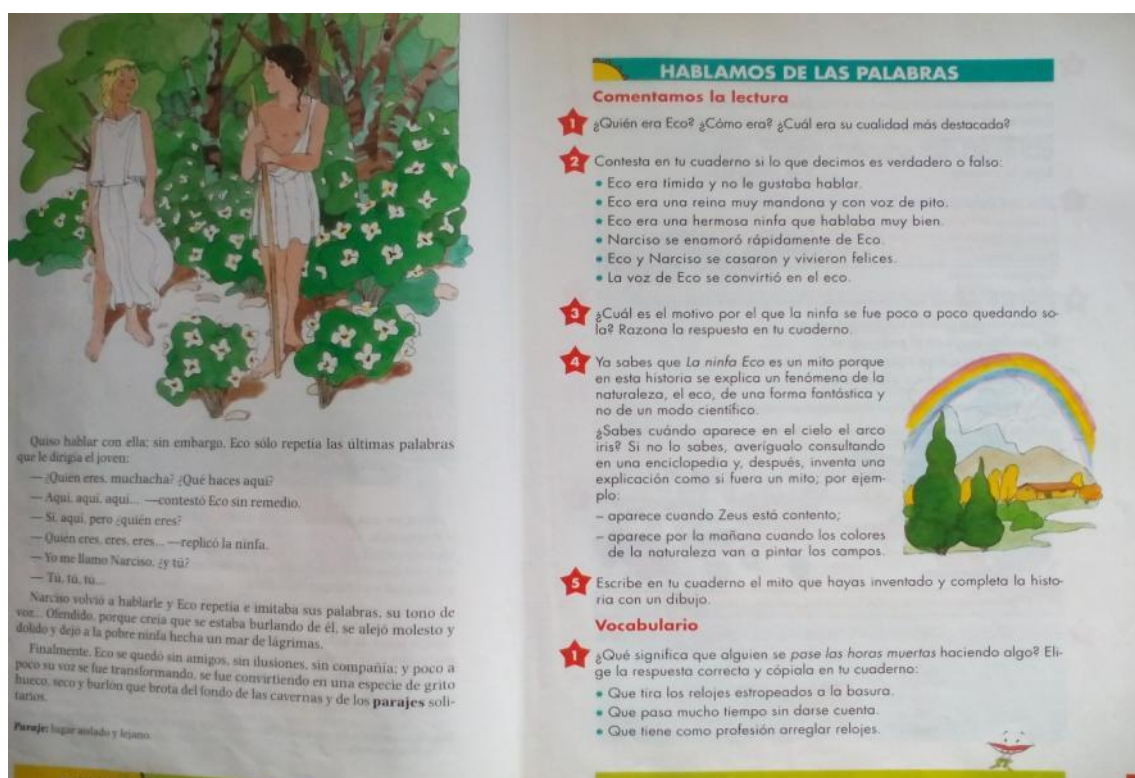 Quiso hablar con ella; sin embargo, Eco sólo repetía las últimas palabras
que le dirigía el joven:
— ¿Quién eres, muchacha? ¿Qué haces aquí?
— Aquí, aquí, aquí... —contestó Eco sin remedio.
— Sí, aquí, pero ¿quién eres?
— Quién eres, eres, eres... —replicó la ninfa.
— Yo me llamo Narciso, ¿y tú?
— Tú, tú, tú...
Narciso volvió a hablarle y Eco repetía e imitaba sus palabras, su tono de
voz... Ofendido, porque creía que se estaba burlando de él, se alejó molesto y
dolido y dejó a la pobre ninfa hecha un mar de lágrimas.
Finalmente, Eco se quedó sin amigos, sin ilusiones, sin compañía; y poco a
poco su voz se fue transformando, se fue convirtiendo en una especie de grito
hueco, seco y burlón que brota del fondo de las cavernas y de los parajes soli-
tarios.
Paraje: lugar aislado y lejano.
HABLAMOS DE LAS PALABRAS
Comentamos la lectura
1 ¿Quién era Eco? ¿Cómo era? ¿Cuál era su cualidad más destacada?
2 Contesta en tu cuaderno si lo que decimos es verdadero o falso:
• Eco era tímida y no le gustaba hablar.
• Eco era una reina muy mandona y con voz de pito.
• Eco era una hermosa ninfa que hablaba muy bien.
• Narciso se enamoró rápidamente de Eco.
• Eco y Narciso se casaron y vivieron felices.
• La voz de Eco se convirtió en el eco.
3 ¿Cuál es el motivo por el que la ninfa se fue poco a poco quedando so-
la? Razona la respuesta en tu cuaderno.
4 Ya sabes que La ninfa Eco es un mito porque
en esta historia se explica un fenómeno de la
naturaleza, el eco, de una forma fantástica y
no de un modo científico.
¿Sabes cuándo aparece en el cielo el arco
iris? Si no lo sabes, averígualo consultando
en una enciclopedia y, después, inventa una
explicación como si fuera un mito; por ejem-
plo:
– aparece cuando Zeus está contento;
– aparece por la mañana cuando los colores
de la naturaleza van a pintar los campos.
5 Escribe en tu cuaderno el mito que hayas inventado y completa la histo-
ria con un dibujo.
Vocabulario
1 ¿Qué significa que alguien se pase las horas muertas haciendo algo? Eli-
ge la respuesta correcta y cópiala en tu cuaderno:
• Que tira los relojes estropeados a la basura.
• Que pasa mucho tiempo sin darse cuenta.
• Que tiene como profesión arreglar relojes.